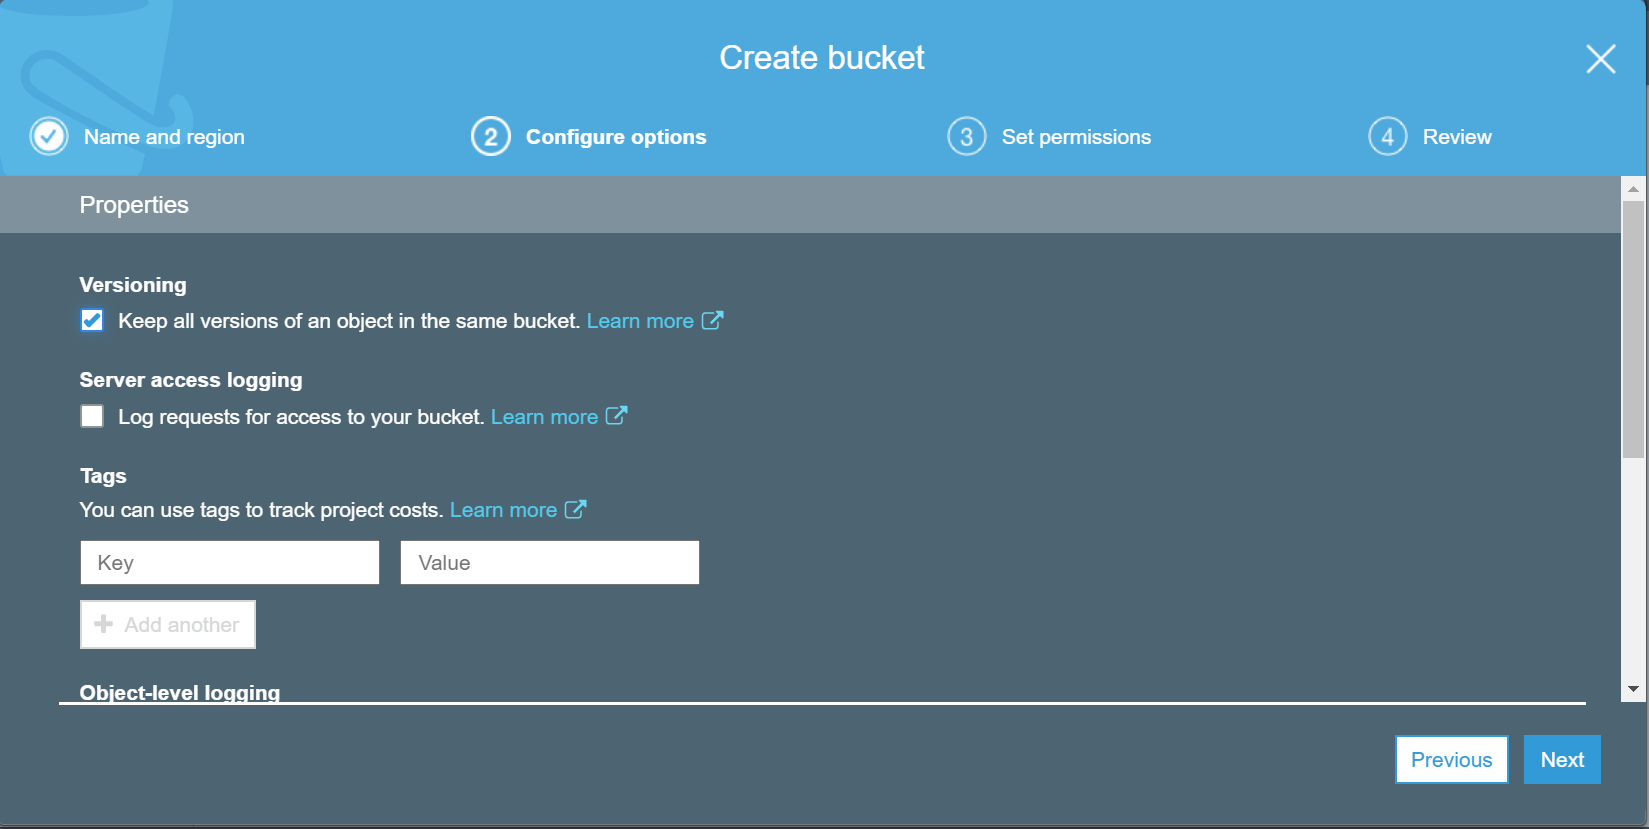 Create bucket
Name and region
2 Configure options
3 Set permissions
4 Review
Properties
Versioning
Keep all versions of an object in the same bucket. Learn more
Server access logging
Log requests for access to your bucket. Learn more
Tags
You can use tags to track project costs. Learn more
Key Value
Add another
Object-level logging
Previous Next